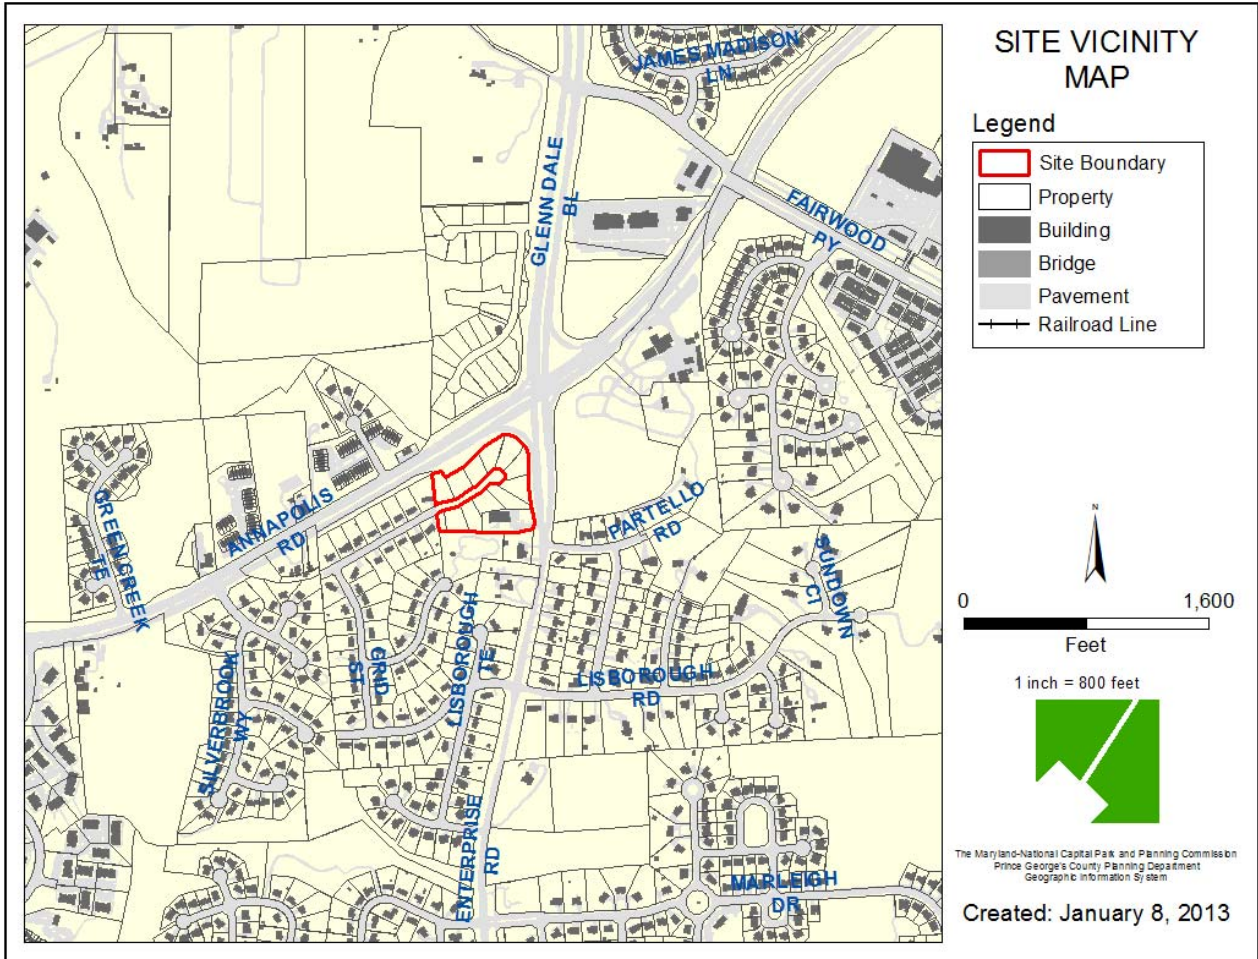 JAMES MADISON
LN
GLENN DALE
BL
FAIRWOOD
PY
ANNAPOLIS
RD
GREEN CREEK
TE
PARTELLO
RD
SUNDOWN
CT
GRND
ST
LISBOROUGH
TE
LISBOROUGH
RD
SILVERBROOK
WY
ENTERPRISE
RD
MARLEIGH
DR
SITE VICINITY
MAP
Legend
Site Boundary
Property
Building
Bridge
Pavement
Railroad Line
N
0 1,600
Feet
1 inch = 800 feet
The Maryland-National Capital Park and Planning Commission
Prince George's County Planning Department
Geographic Information System
Created: January 8, 2013